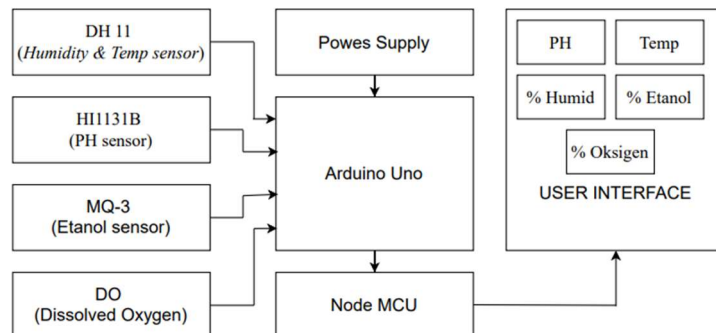 DH 11
(Humidity & Temp sensor)
HI1131B
(PH sensor)
MQ-3
(Etanol sensor)
DO
(Dissolved Oxygen)
Powes Supply
Arduino Uno
Node MCU
PH
Temp
% Humid
% Etanol
% Oksigen
USER INTERFACE